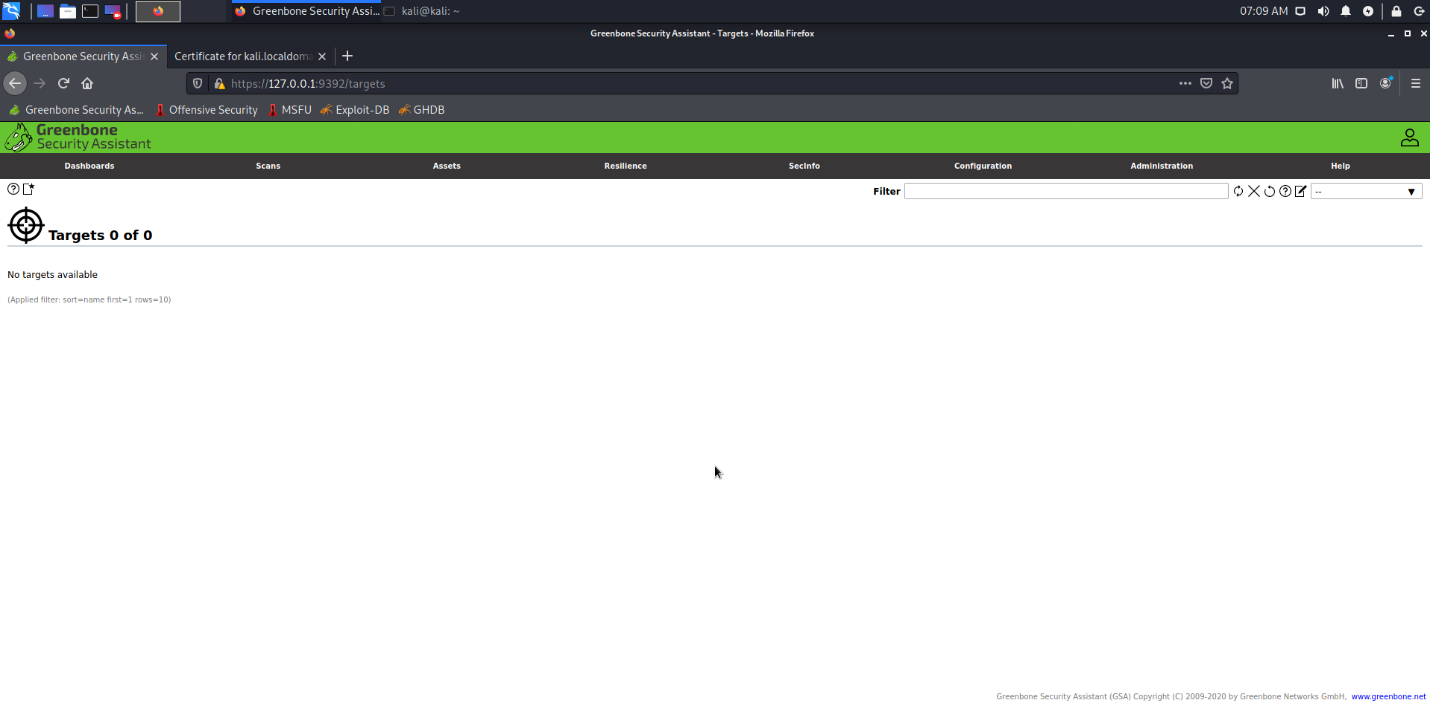 Greenbone Security Assi... kali@kali: ~ 07:09 AM
Greenbone Security Assistant - Targets - Mozilla Firefox
Greenbone Security Assi Certificate for kali.localdoma
https://127.0.0.1:9392/targets
Greenbone Security As... Offensive Security MSFU Exploit-DB GHDB
Greenbone
Security Assistant
Dashboards Scans Assets Resilience SecInfo Configuration Administration Help
Filter --
Targets 0 of 0
No targets available
(Applied filter: sort=name first=1 rows=10)
Greenbone Security Assistant (GSA) Copyright (C) 2009-2020 by Greenbone Networks GmbH, www.greenbone.net